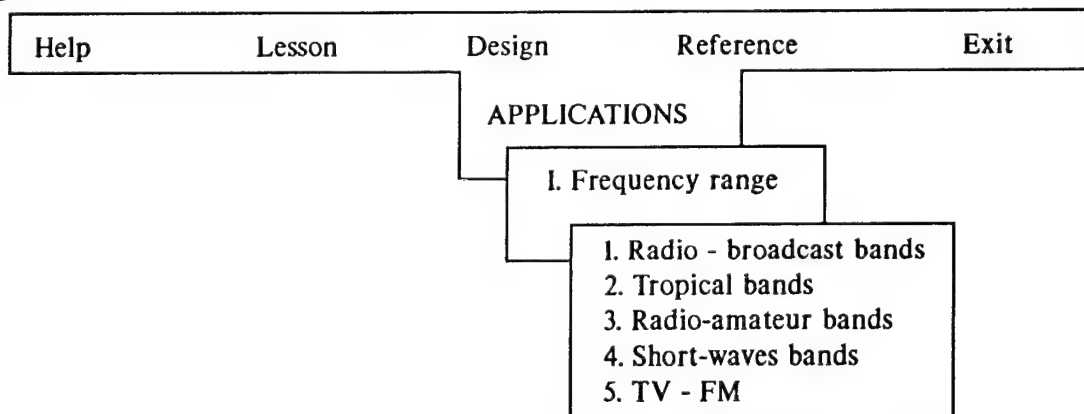 Help Lesson Design Reference Exit
APPLICATIONS
1. Frequency range
1. Radio - broadcast bands
2. Tropical bands
3. Radio-amateur bands
4. Short-waves bands
5. TV - FM